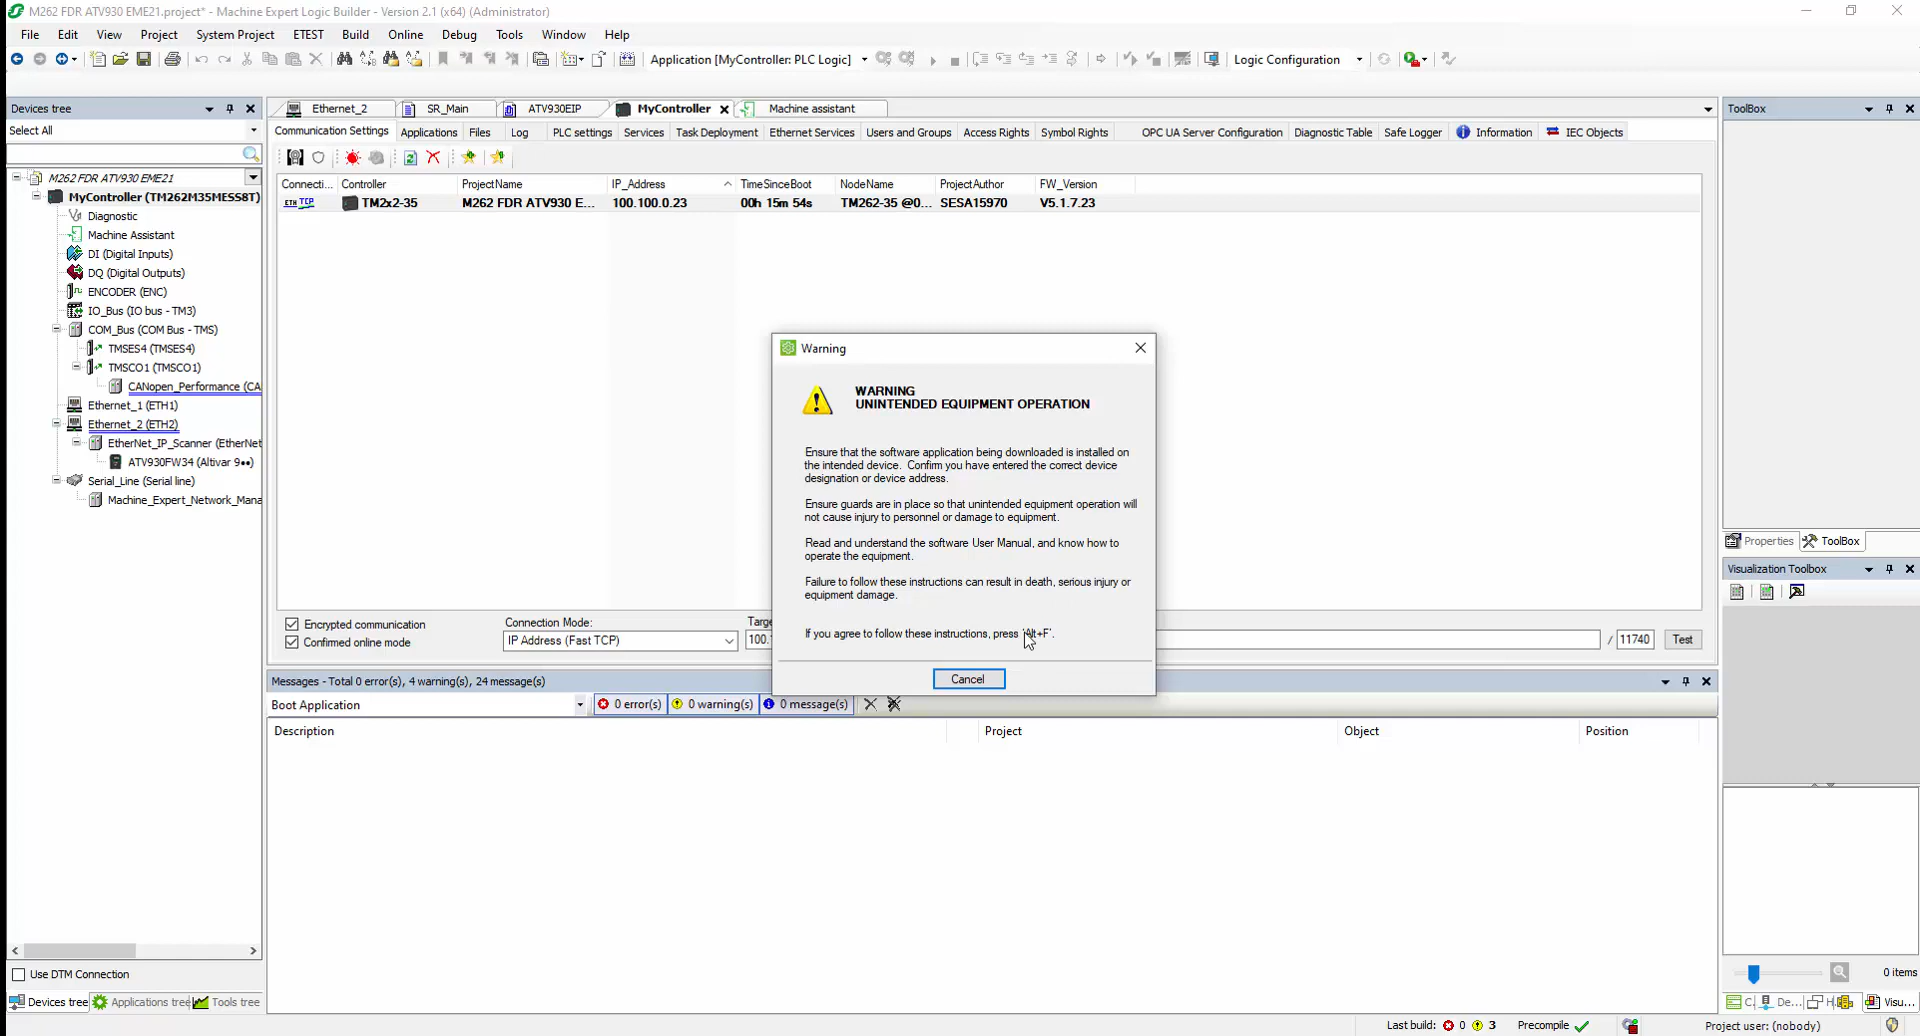 M262 FDR ATV930 EME21.project* - Machine Expert Logic Builder - Version 2.1 (x64) (Administrator)
File Edit View Project System Project ETEST Build Online Debug Tools Window Help
Application [MyController: PLC Logic] Logic Configuration
Devices tree
Select All
M262 FDR ATV930 EME21
MyController (TM262M35MESS8T)
Diagnostic
Machine Assistant
DI (Digital Inputs)
DQ (Digital Outputs)
ENCODER (ENC)
IO_Bus (IO bus - TM3)
COM_Bus (COM Bus - TMS)
TMSES4 (TMSES4)
TMSCO1 (TMSCO1)
CANopen_Performance (CA
Ethernet_1 (ETH1)
Ethernet_2 (ETH2)
EtherNet_IP_Scanner (EtherNet
ATV930FW34 (Altivar 9••)
Serial_Line (Serial line)
Machine_Expert_Network_Mana
Use DTM Connection
Devices tree Applications tree Tools tree
Ethernet_2 SR_Main ATV930EIP MyController Machine assistant
Communication Settings Applications Files Log PLC settings Services Task Deployment Ethernet Services Users and Groups Access Rights Symbol Rights OPC UA Server Configuration Diagnostic Table Safe Logger Information IEC Objects
Connecti... Controller ProjectName IP_Address TimeSinceBoot NodeName ProjectAuthor FW_Version
ETH TCP TM2x2-35 M262 FDR ATV930 E... 100.100.0.23 00h 15m 54s TM262-35 @0... SESA15970 V5.1.7.23
Encrypted communication
Confirmed online mode
Connection Mode:
IP Address (Fast TCP)
Targe
100.
/ 11740 Test
Warning
WARNING
UNINTENDED EQUIPMENT OPERATION
Ensure that the software application being downloaded is installed on
the intended device. Confirm you have entered the correct device
designation or device address.
Ensure guards are in place so that unintended equipment operation will
not cause injury to personnel or damage to equipment.
Read and understand the software User Manual, and know how to
operate the equipment.
Failure to follow these instructions can result in death, serious injury or
equipment damage.
If you agree to follow these instructions, press 'Alt+F'.
Cancel
Messages - Total 0 error(s), 4 warning(s), 24 message(s)
Boot Application 0 error(s) 0 warning(s) 0 message(s)
Description Project Object Position
ToolBox
Properties ToolBox
Visualization Toolbox
0 items
C De... H Visu...
Last build: 0 3 Precompile Project user: (nobody)